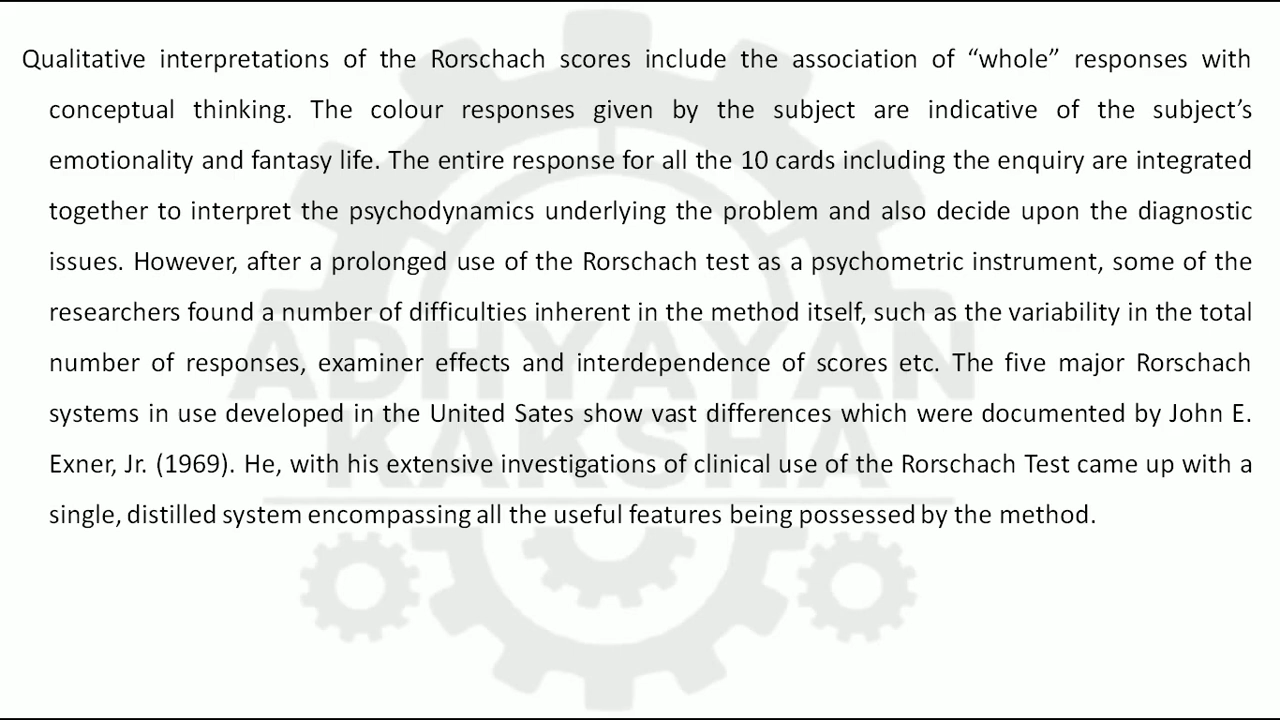 Qualitative interpretations of the Rorschach scores include the association of “whole” responses with
conceptual thinking. The colour responses given by the subject are indicative of the subject’s
emotionality and fantasy life. The entire response for all the 10 cards including the enquiry are integrated
together to interpret the psychodynamics underlying the problem and also decide upon the diagnostic
issues. However, after a prolonged use of the Rorschach test as a psychometric instrument, some of the
researchers found a number of difficulties inherent in the method itself, such as the variability in the total
number of responses, examiner effects and interdependence of scores etc. The five major Rorschach
systems in use developed in the United Sates show vast differences which were documented by John E.
Exner, Jr. (1969). He, with his extensive investigations of clinical use of the Rorschach Test came up with a
single, distilled system encompassing all the useful features being possessed by the method.
ADHYAYAN
KAKSHA